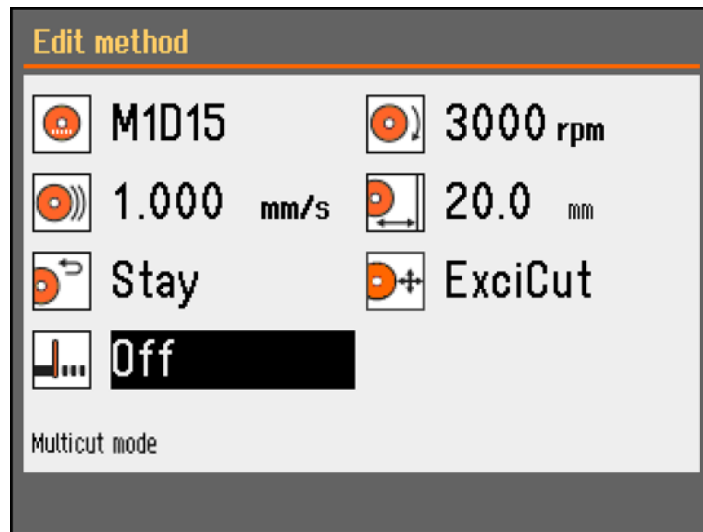 Edit method
M1D15 3000 rpm
1.000 mm/s 20.0 mm
Stay ExciCut
Off
Multicut mode